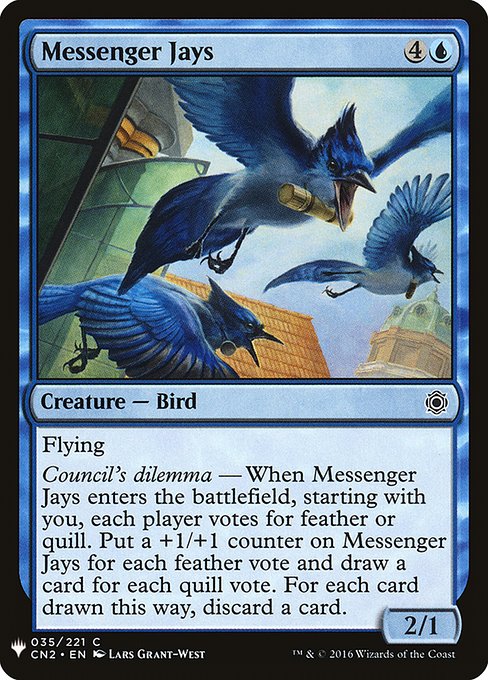 Messenger Jays 4
Creature — Bird
Flying
Council's dilemma — When Messenger
Jays enters the battlefield, starting with
you, each player votes for feather or
quill. Put a +1/+1 counter on Messenger
Jays for each feather vote and draw a
card for each quill vote. For each card
drawn this way, discard a card.
2/1
035/221 C
CN2 • EN Lars Grant-West
™ & © 2016 Wizards of the Coast